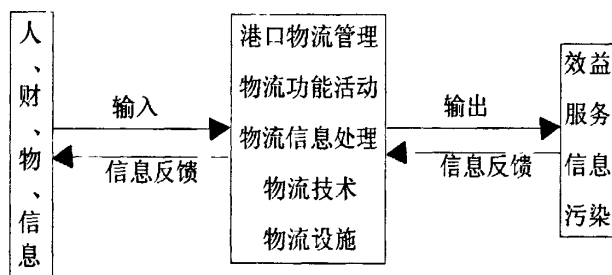 人、财、物、信息
输入
信息反馈
港口物流管理
物流功能活动
物流信息处理
物流技术
物流设施
输出
信息反馈
效益
服务
信息
污染